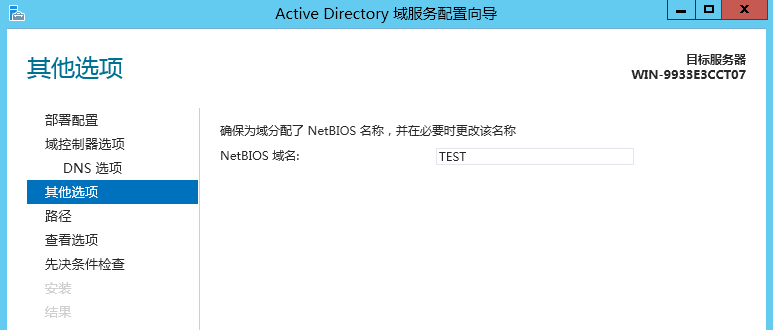 Active Directory 域服务配置向导
其他选项
目标服务器
WIN-9933E3CCT07
部署配置
域控制器选项
DNS 选项
其他选项
路径
查看选项
先决条件检查
安装
结果
确保为域分配了 NetBIOS 名称，并在必要时更改该名称
NetBIOS 域名: TEST